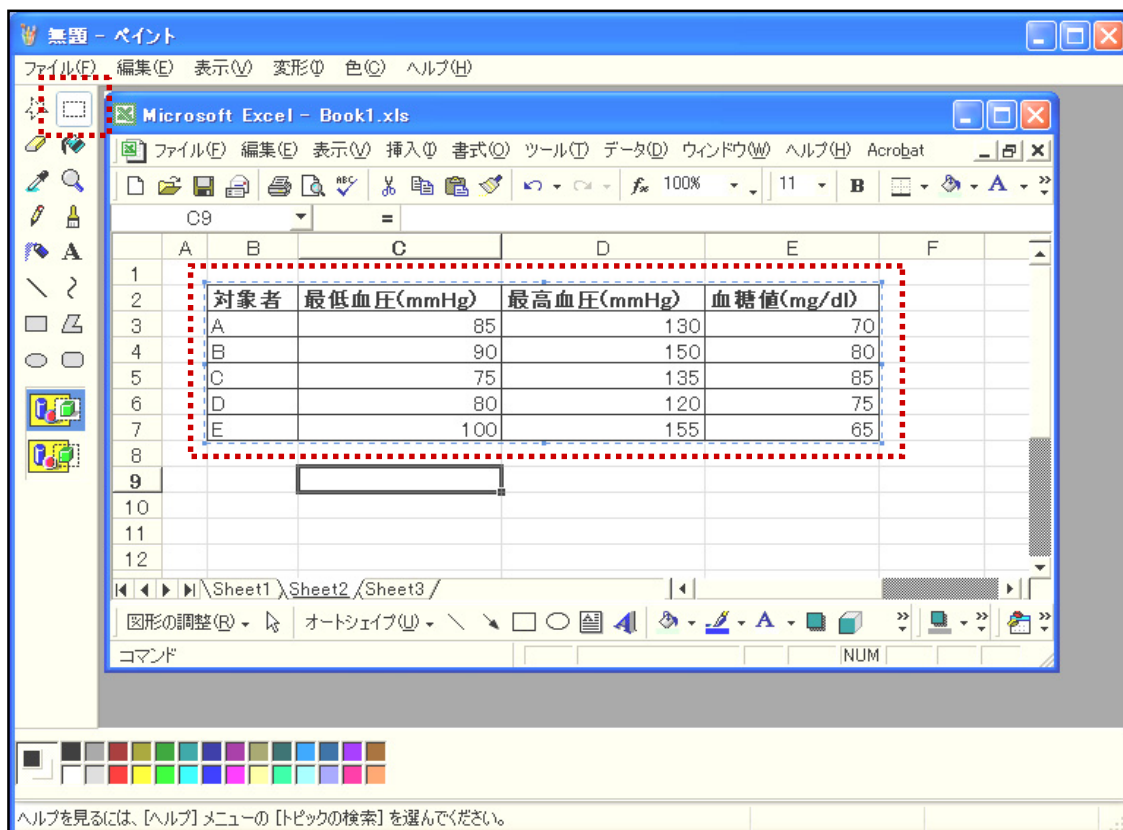 無題 - ペイント
ファイル(F) 編集(E) 表示(V) 変形(I) 色(C) ヘルプ(H)
Microsoft Excel - Book1.xls
ファイル(F) 編集(E) 表示(V) 挿入(I) 書式(O) ツール(T) データ(D) ウィンドウ(W) ヘルプ(H) Acrobat
ABC fx 100% 11 B A
C9 =
A B C D E F
1
2 対象者 最低血圧(mmHg) 最高血圧(mmHg) 血糖値(mg/dl)
3 A 85 130 70
4 B 90 150 80
5 C 75 135 85
6 D 80 120 75
7 E 100 155 65
8
9
10
11
12
Sheet1 Sheet2 Sheet3
図形の調整(R) オートシェイプ(U) A
コマンド NUM
ヘルプを見るには、[ヘルプ] メニューの [トピックの検索] を選んでください。